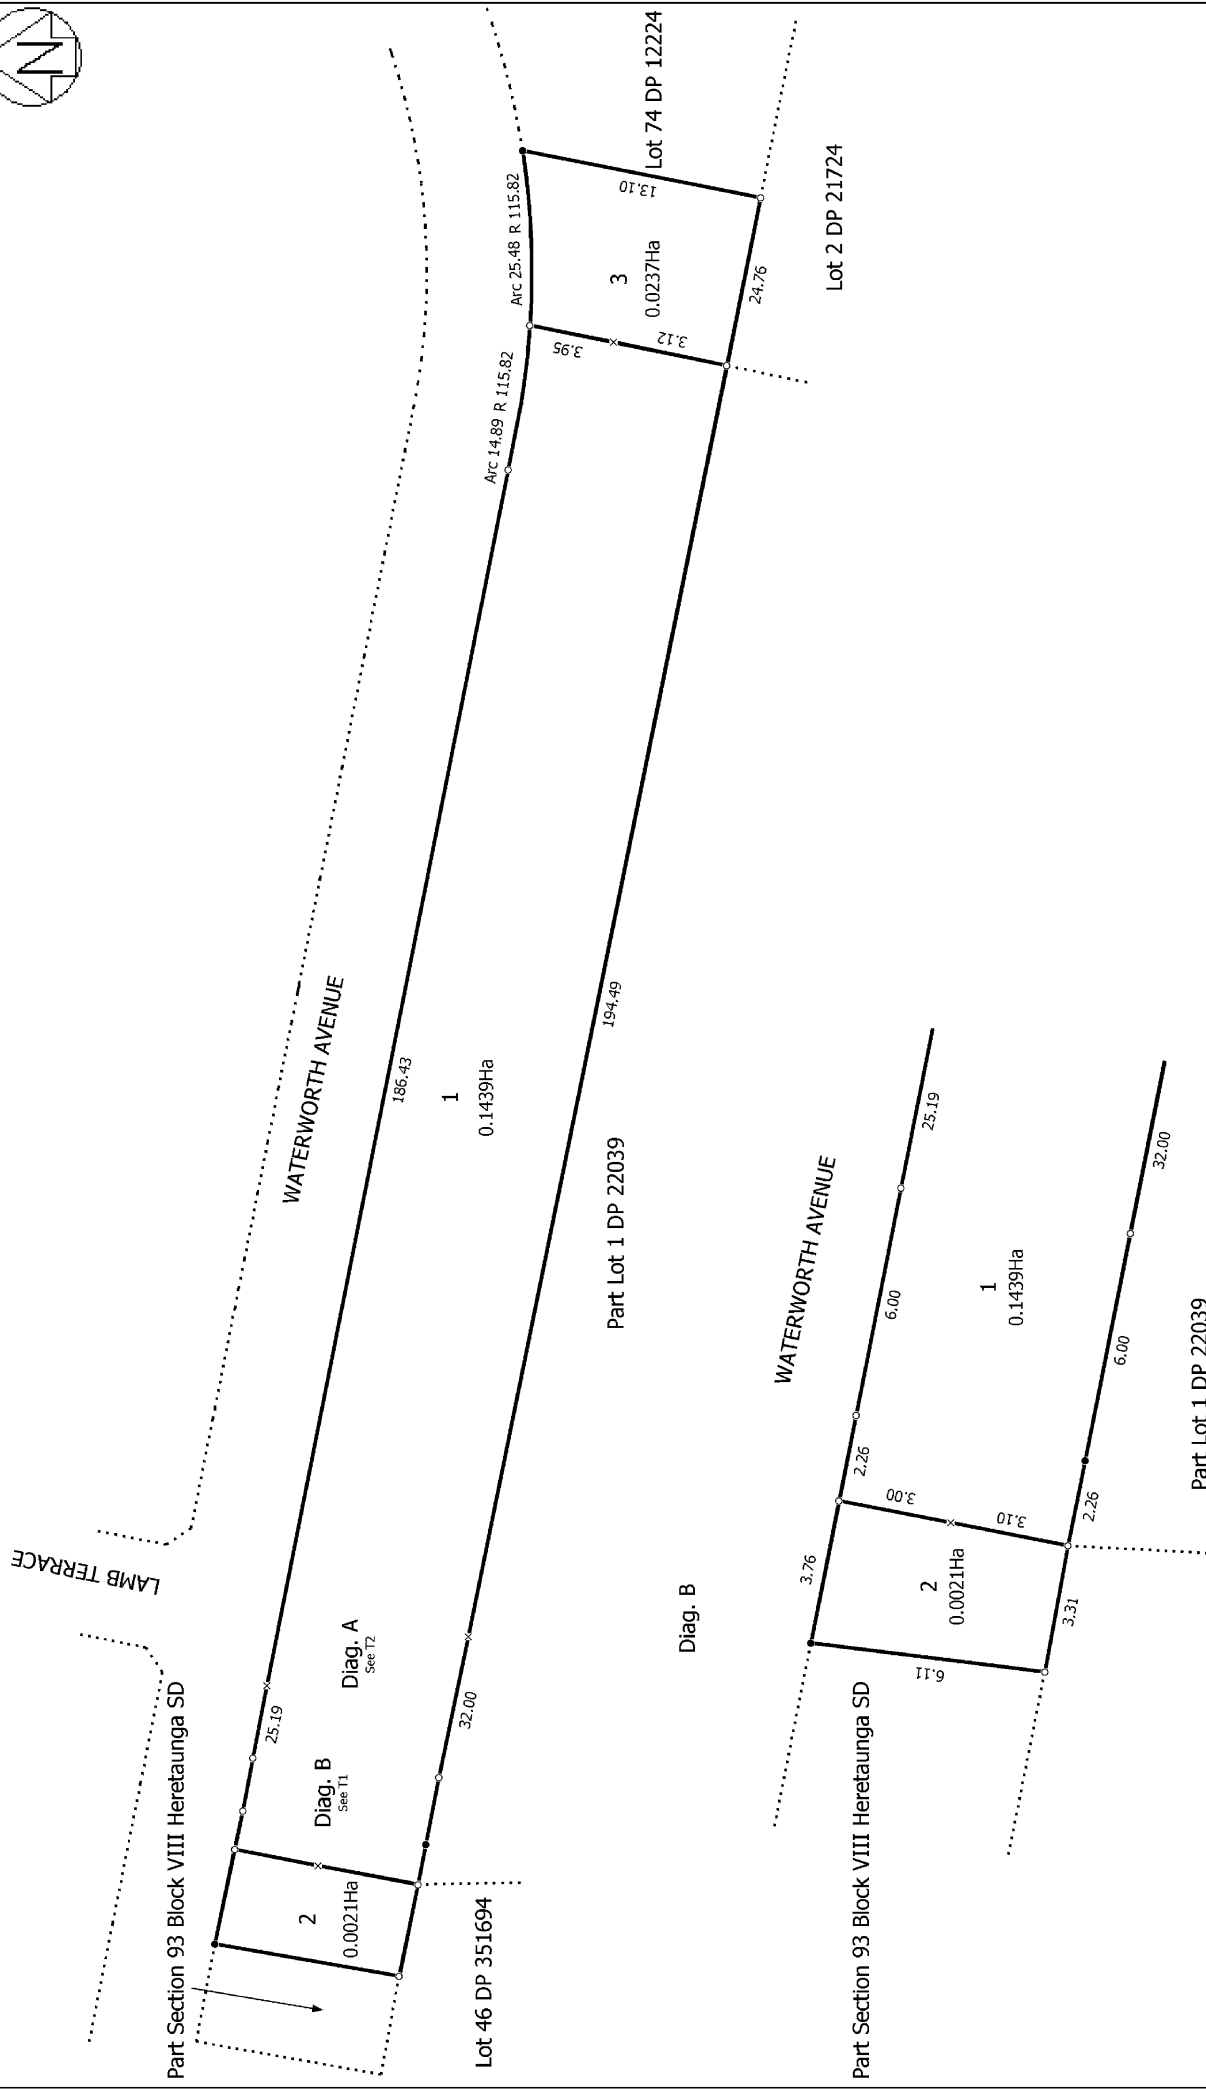 N
LAMB TERRACE
WATERWORTH AVENUE
Part Section 93 Block VIII Heretaunga SD
Lot 74 DP 12224
Lot 2 DP 21724
Arc 25.48 R 115.82
Arc 14.89 R 115.82
13.10
3
0.0237Ha
3.95
3.12
24.76
186.43
1
0.1439Ha
194.49
Part Lot 1 DP 22039
Diag. A
See T2
25.19
32.00
Diag. B
See T1
2
0.0021Ha
Lot 46 DP 351694
Diag. B
WATERWORTH AVENUE
Part Section 93 Block VIII Heretaunga SD
3.76
2.26
6.00
25.19
3.00
3.10
6.11
2
0.0021Ha
1
0.1439Ha
3.31
2.26
6.00
32.00
Part Lot 1 DP 22039